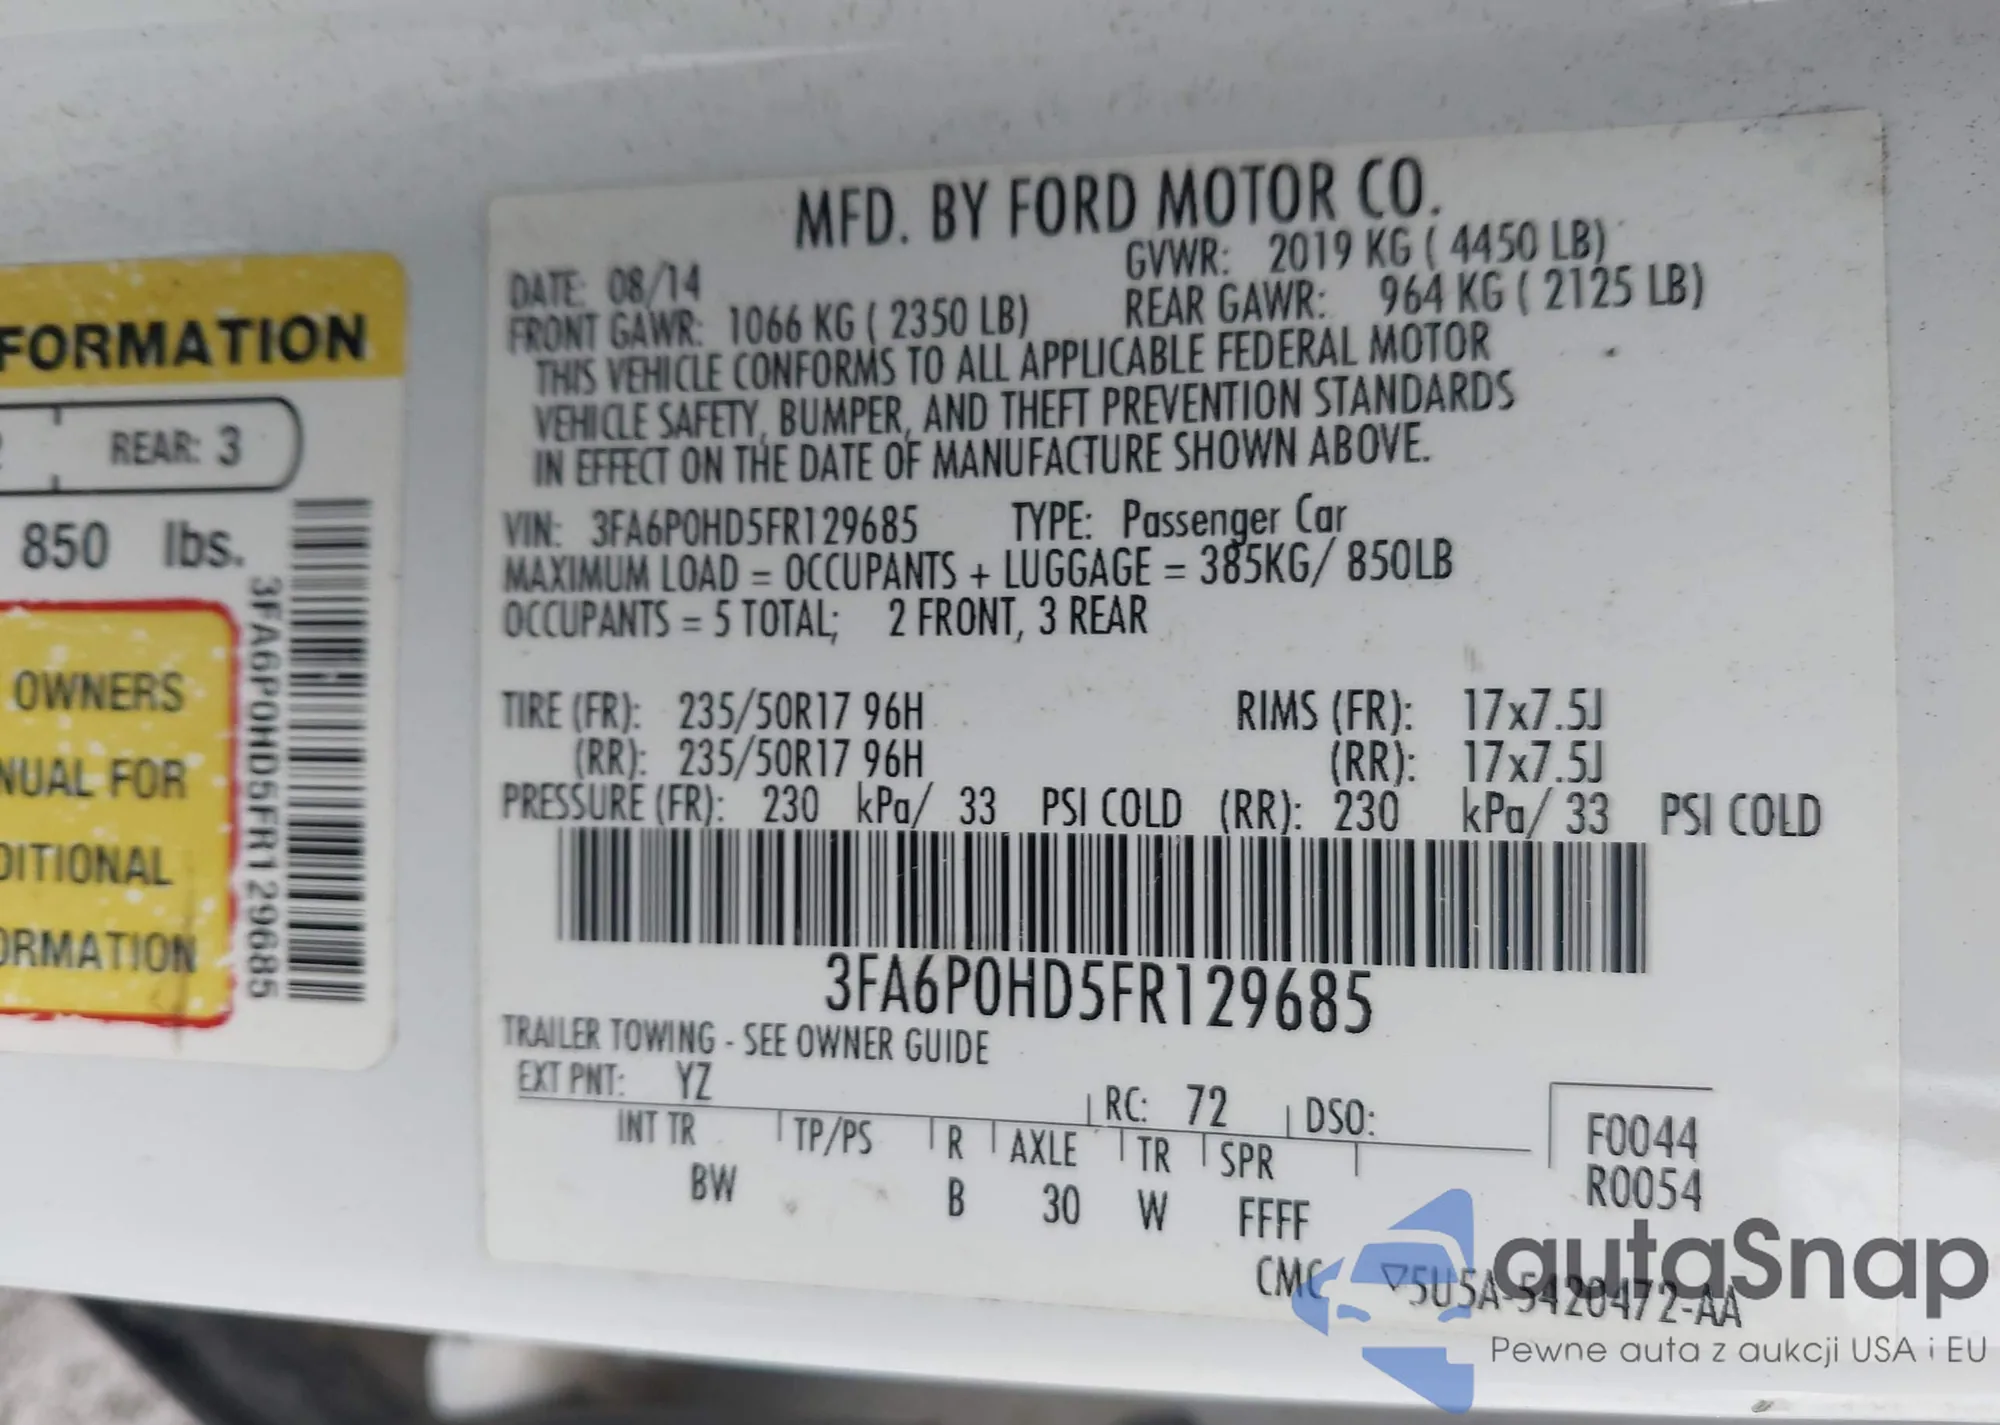 FORMATION
REAR: 3
850 lbs.
OWNERS
NUAL FOR
DITIONAL
ORMATION
3FA6P0HD5FR129685
MFD. BY FORD MOTOR CO.
DATE: 08/14 GVWR: 2019 KG ( 4450 LB)
FRONT GAWR: 1066 KG ( 2350 LB) REAR GAWR: 964 KG ( 2125 LB)
THIS VEHICLE CONFORMS TO ALL APPLICABLE FEDERAL MOTOR
VEHICLE SAFETY, BUMPER, AND THEFT PREVENTION STANDARDS
IN EFFECT ON THE DATE OF MANUFACTURE SHOWN ABOVE.
VIN: 3FA6P0HD5FR129685 TYPE: Passenger Car
MAXIMUM LOAD = OCCUPANTS + LUGGAGE = 385KG/ 850LB
OCCUPANTS = 5 TOTAL; 2 FRONT, 3 REAR
TIRE (FR): 235/50R17 96H RIMS (FR): 17x7.5J
(RR): 235/50R17 96H (RR): 17x7.5J
PRESSURE (FR): 230 kPa/ 33 PSI COLD (RR): 230 kPa/ 33 PSI COLD
3FA6P0HD5FR129685
TRAILER TOWING - SEE OWNER GUIDE
EXT PNT: YZ RC: 72 DSO:
INT TR TP/PS R AXLE TR SPR
BW B 30 W FFFF
F0044
R0054
CMC ▽5U5A-5420472-AA
autaSnap
Pewne auta z aukcji USA i EU